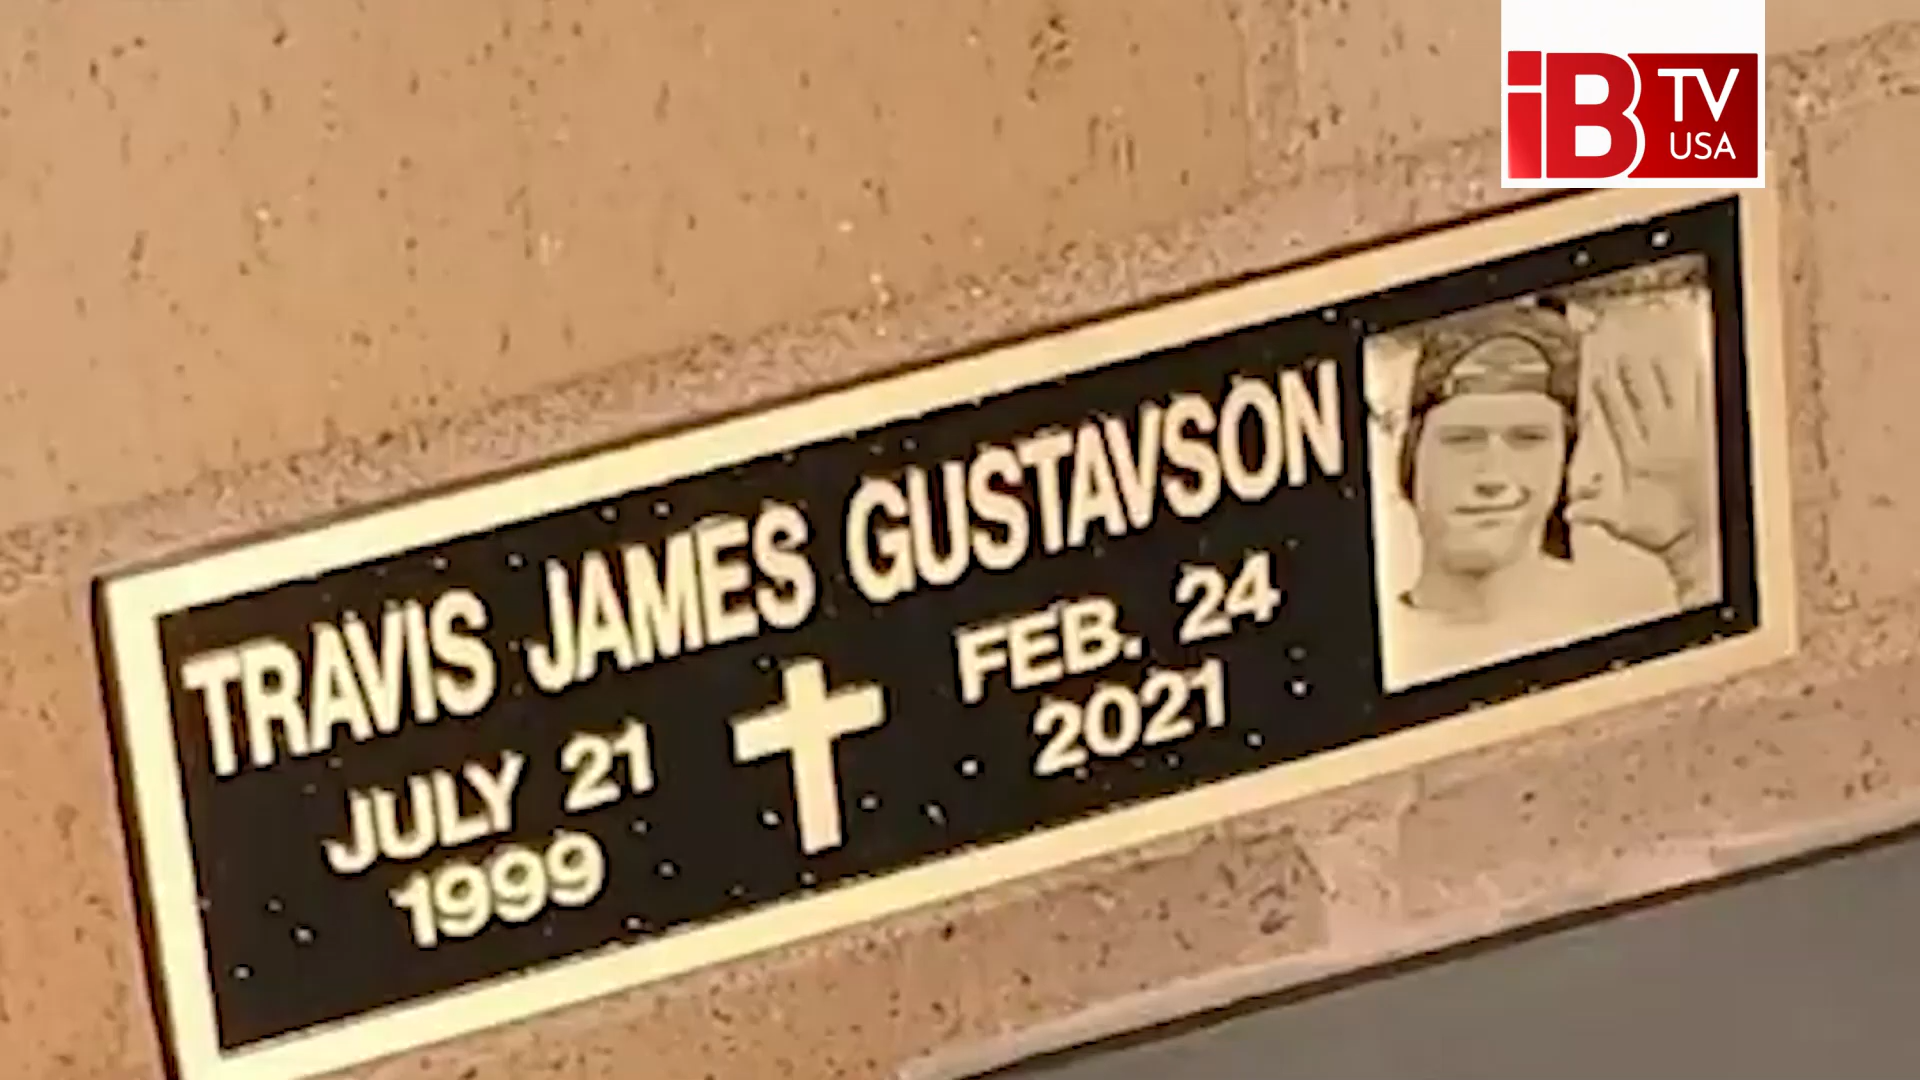 iB TV
USA
TRAVIS JAMES GUSTAVSON
JULY 21
1999
FEB. 24
2021